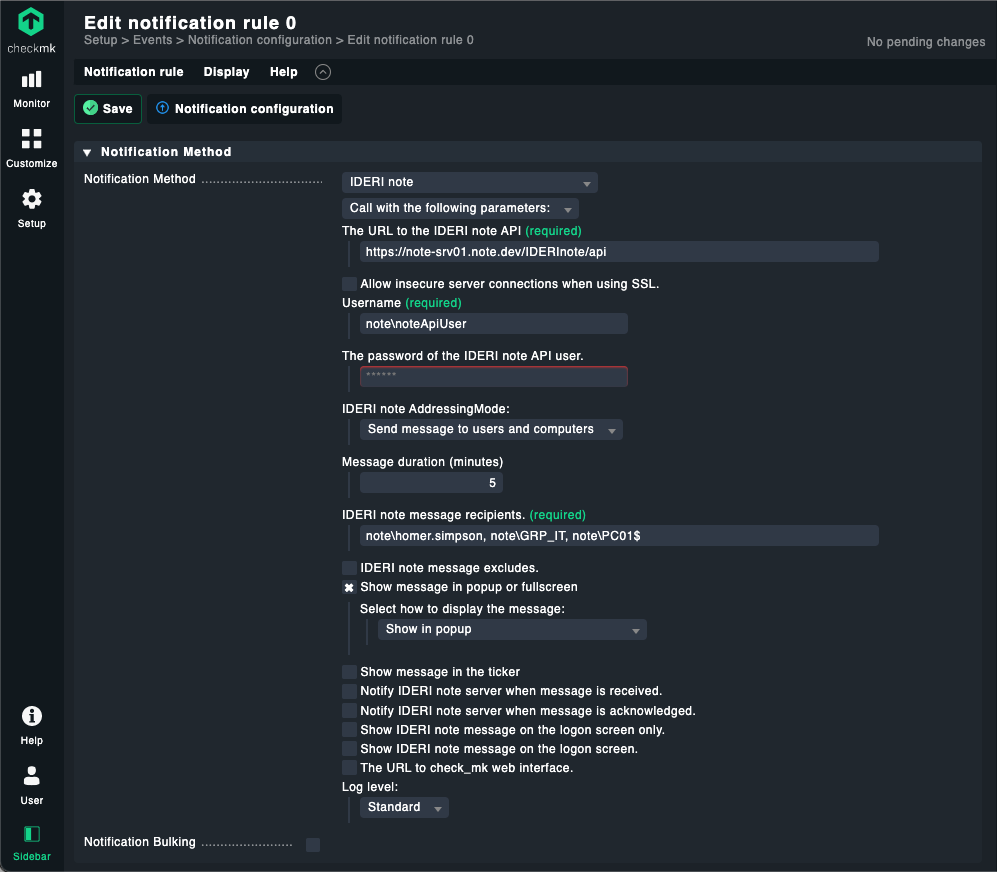 checkmk
Edit notification rule 0
Setup > Events > Notification configuration > Edit notification rule 0
No pending changes
Notification rule Display Help
Save Notification configuration
Monitor
Customize
Setup
Notification Method
Notification Method
IDERI note
Call with the following parameters:
The URL to the IDERI note API (required)
https://note-srv01.note.dev/IDERInote/api
Allow insecure server connections when using SSL.
Username (required)
note\noteApiUser
The password of the IDERI note API user.
******
IDERI note AddressingMode:
Send message to users and computers
Message duration (minutes)
5
IDERI note message recipients. (required)
note\homer.simpson, note\GRP_IT, note\PC01$
IDERI note message excludes.
Show message in popup or fullscreen
Select how to display the message:
Show in popup
Show message in the ticker
Notify IDERI note server when message is received.
Notify IDERI note server when message is acknowledged.
Show IDERI note message on the logon screen only.
Show IDERI note message on the logon screen.
The URL to check_mk web interface.
Log level:
Standard
Notification Bulking
Help
User
Sidebar